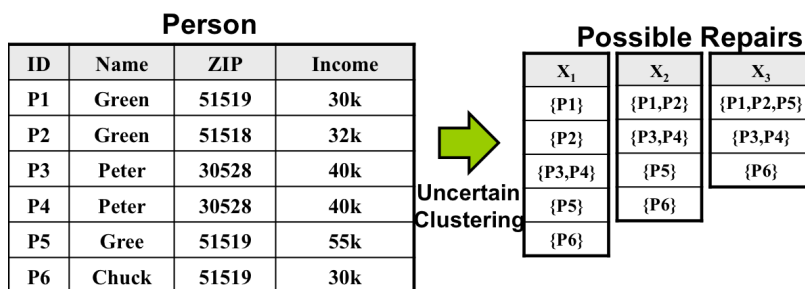 Person
ID Name ZIP Income
P1 Green 51519 30k
P2 Green 51518 32k
P3 Peter 30528 40k
P4 Peter 30528 40k
P5 Gree 51519 55k
P6 Chuck 51519 30k
Uncertain
Clustering
Possible Repairs
X₁ X₂ X₃
{P1} {P1,P2} {P1,P2,P5}
{P2} {P3,P4} {P3,P4}
{P3,P4} {P5} {P6}
{P5} {P6}
{P6}